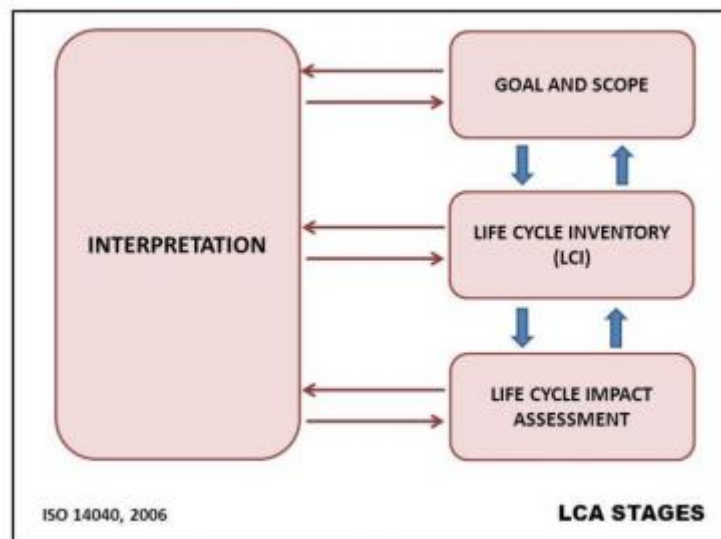 GOAL AND SCOPE
INTERPRETATION
LIFE CYCLE INVENTORY
(LCI)
LIFE CYCLE IMPACT
ASSESSMENT
ISO 14040, 2006
LCA STAGES